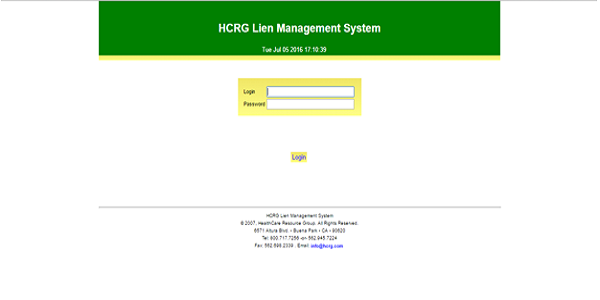 HCRG Lien Management System
Tue Jul 05 2016 17:10:39
Login
Password
Login
HCRG Lien Management System
© 2007, HealthCare Resource Group. All Rights Reserved.
6571 Altura Blvd. • Buena Park • CA • 90620
Tel: 800.717.7256 -or- 562.945.7224
Fax: 562.698.2339 . Email: info@hcrg.com